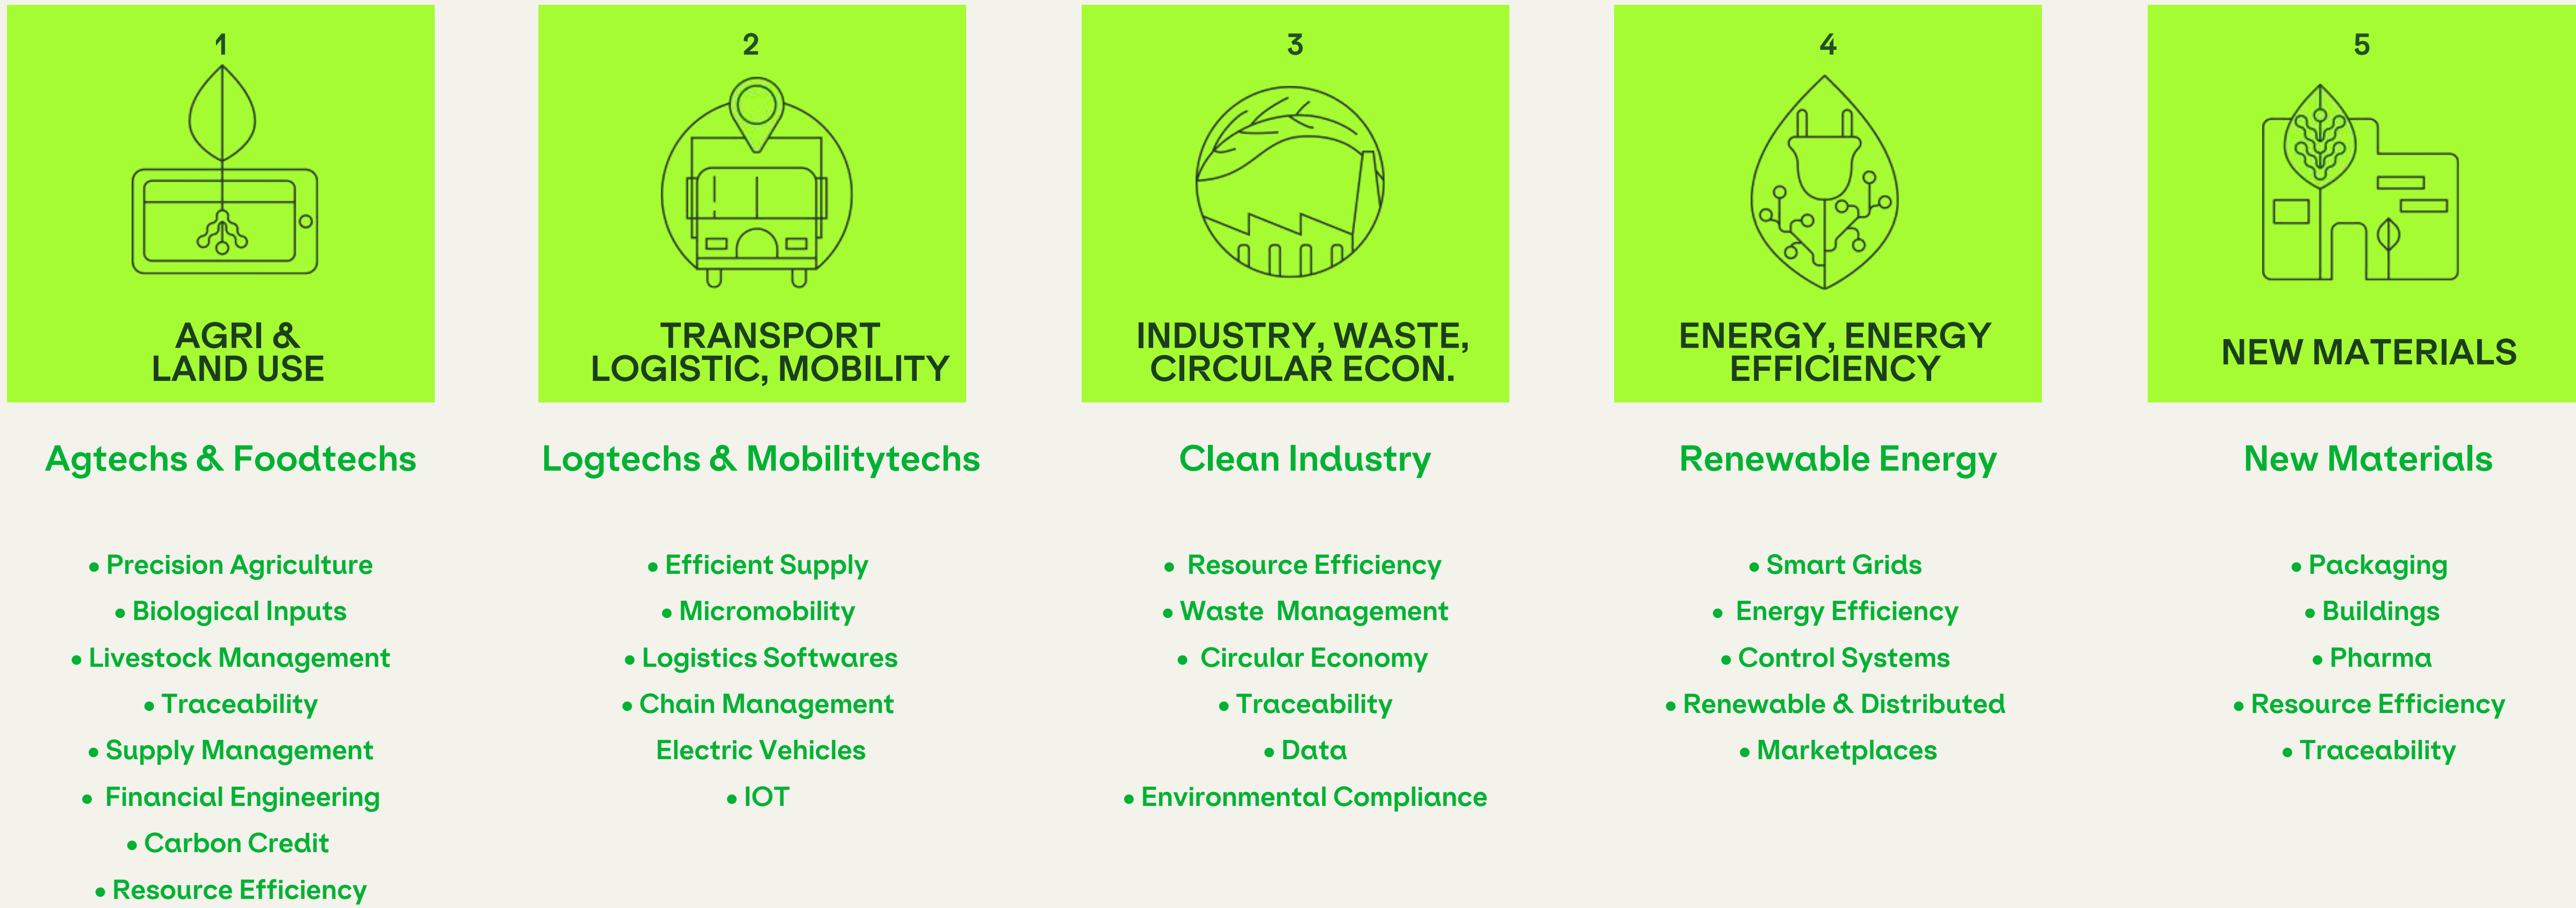 1
AGRI &
LAND USE
Agtechs & Foodtechs
• Precision Agriculture
• Biological Inputs
• Livestock Management
• Traceability
• Supply Management
• Financial Engineering
• Carbon Credit
• Resource Efficiency
2
TRANSPORT
LOGISTIC, MOBILITY
Logtechs & Mobilitytechs
• Efficient Supply
• Micromobility
• Logistics Softwares
• Chain Management
Electric Vehicles
• IOT
3
INDUSTRY, WASTE,
CIRCULAR ECON.
Clean Industry
• Resource Efficiency
• Waste Management
• Circular Economy
• Traceability
• Data
• Environmental Compliance
4
ENERGY, ENERGY
EFFICIENCY
Renewable Energy
• Smart Grids
• Energy Efficiency
• Control Systems
• Renewable & Distributed
• Marketplaces
5
NEW MATERIALS
New Materials
• Packaging
• Buildings
• Pharma
• Resource Efficiency
• Traceability